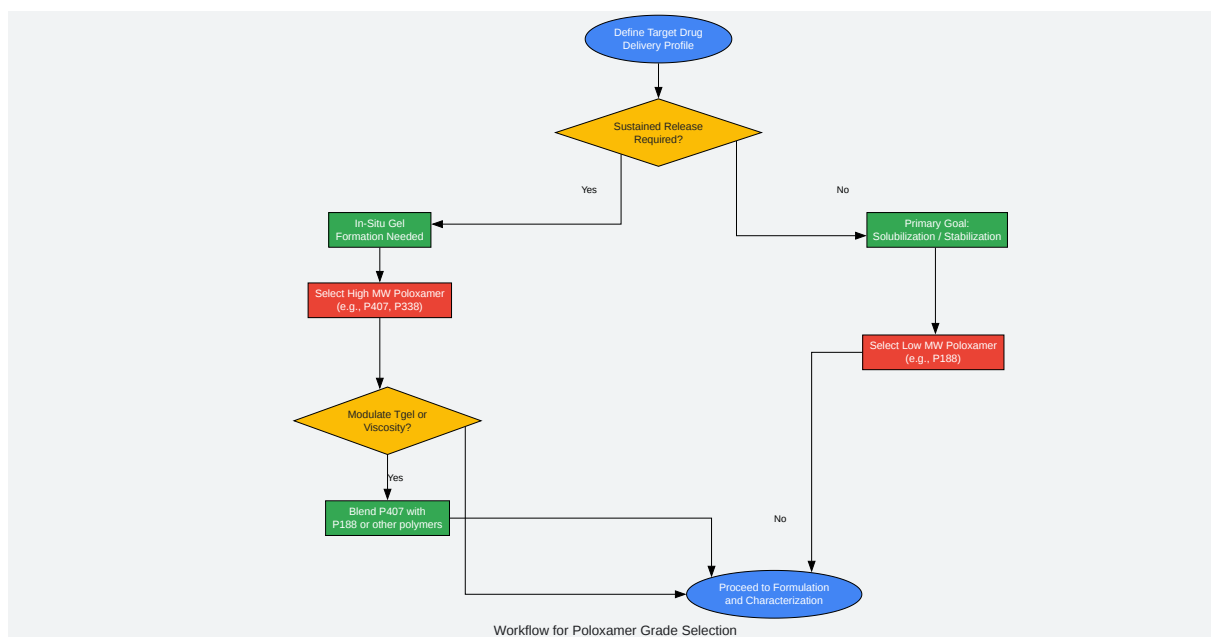 Define Target Drug
Delivery Profile
Sustained Release
Required?
Yes
No
In-Situ Gel
Formation Needed
Primary Goal:
Solubilization / Stabilization
Select High MW Poloxamer
(e.g., P407, P338)
Select Low MW Poloxamer
(e.g., P188)
Modulate Tgel or
Viscosity?
Yes
Blend P407 with
P188 or other polymers
No
Proceed to Formulation
and Characterization
Workflow for Poloxamer Grade Selection